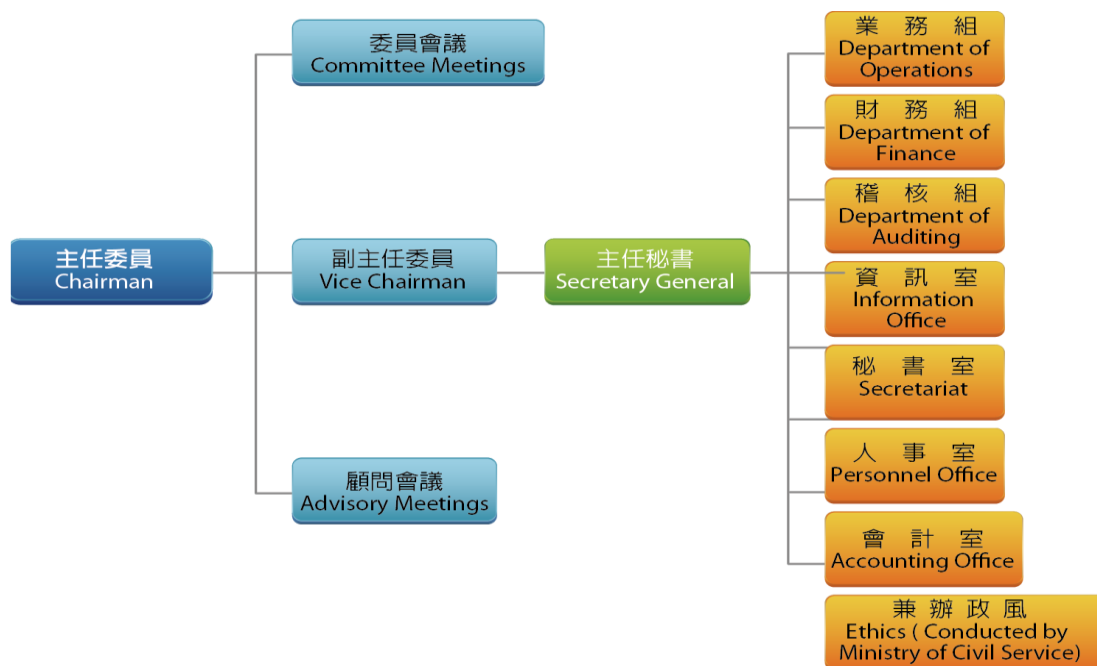 主任委員
Chairman
委員會議
Committee Meetings
副主任委員
Vice Chairman
顧問會議
Advisory Meetings
主任秘書
Secretary General
業務組
Department of
Operations
財務組
Department of
Finance
稽核組
Department of
Auditing
資訊室
Information
Office
秘書室
Secretariat
人事室
Personnel Office
會計室
Accounting Office
兼辦政風
Ethics ( Conducted by
Ministry of Civil Service)